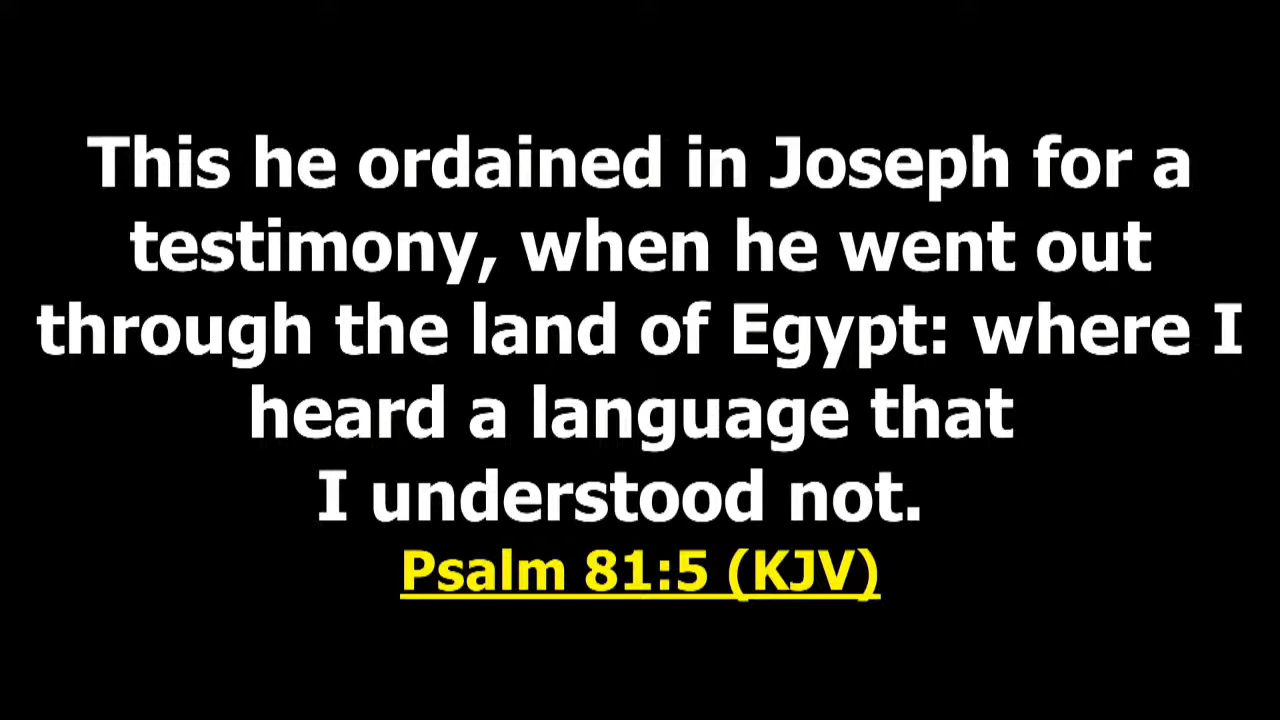 This he ordained in Joseph for a
testimony, when he went out
through the land of Egypt: where I
heard a language that
I understood not.
Psalm 81:5 (KJV)